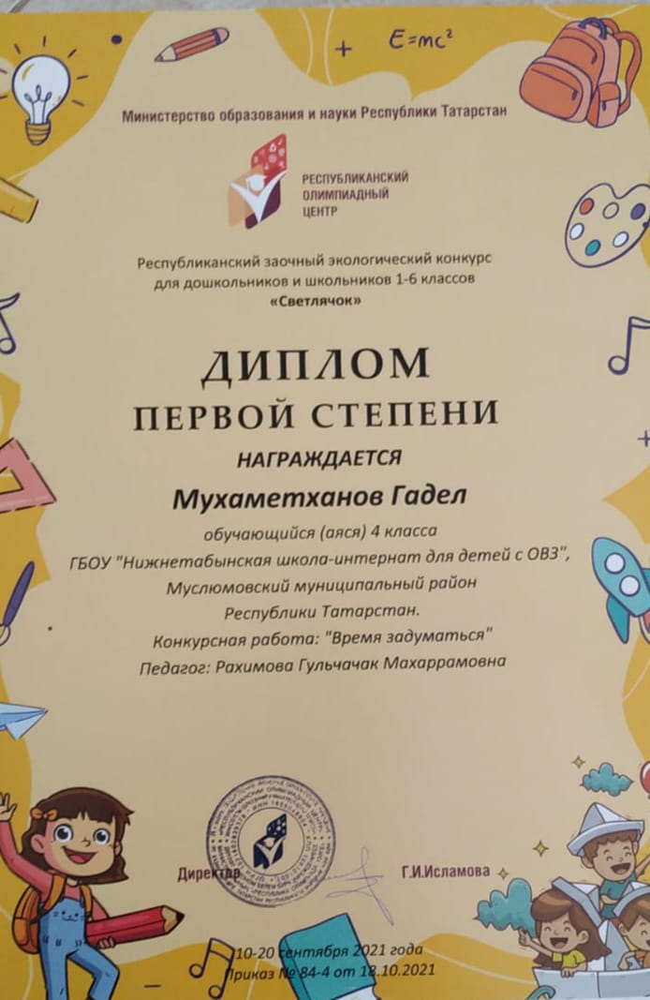 E=mc²
Министерство образования и науки Республики Татарстан
РЕСПУБЛИКАНСКИЙ
ОЛИМПИАДНЫЙ
ЦЕНТР
Республиканский заочный экологический конкурс
для дошкольников и школьников 1-6 классов
«Светлячок»
ДИПЛОМ
ПЕРВОЙ СТЕПЕНИ
НАГРАЖДАЕТСЯ
Мухаметханов Гадел
обучающийся (аяся) 4 класса
ГБОУ "Нижнетабынская школа-интернат для детей с ОВЗ",
Муслюмовский муниципальный район
Республики Татарстан.
Конкурсная работа: "Время задуматься"
Педагог: Рахимова Гульчачак Махаррамовна
Директор Г.И.Исламова
10-20 сентября 2021 года
Приказ № 84-4 от 18.10.2021